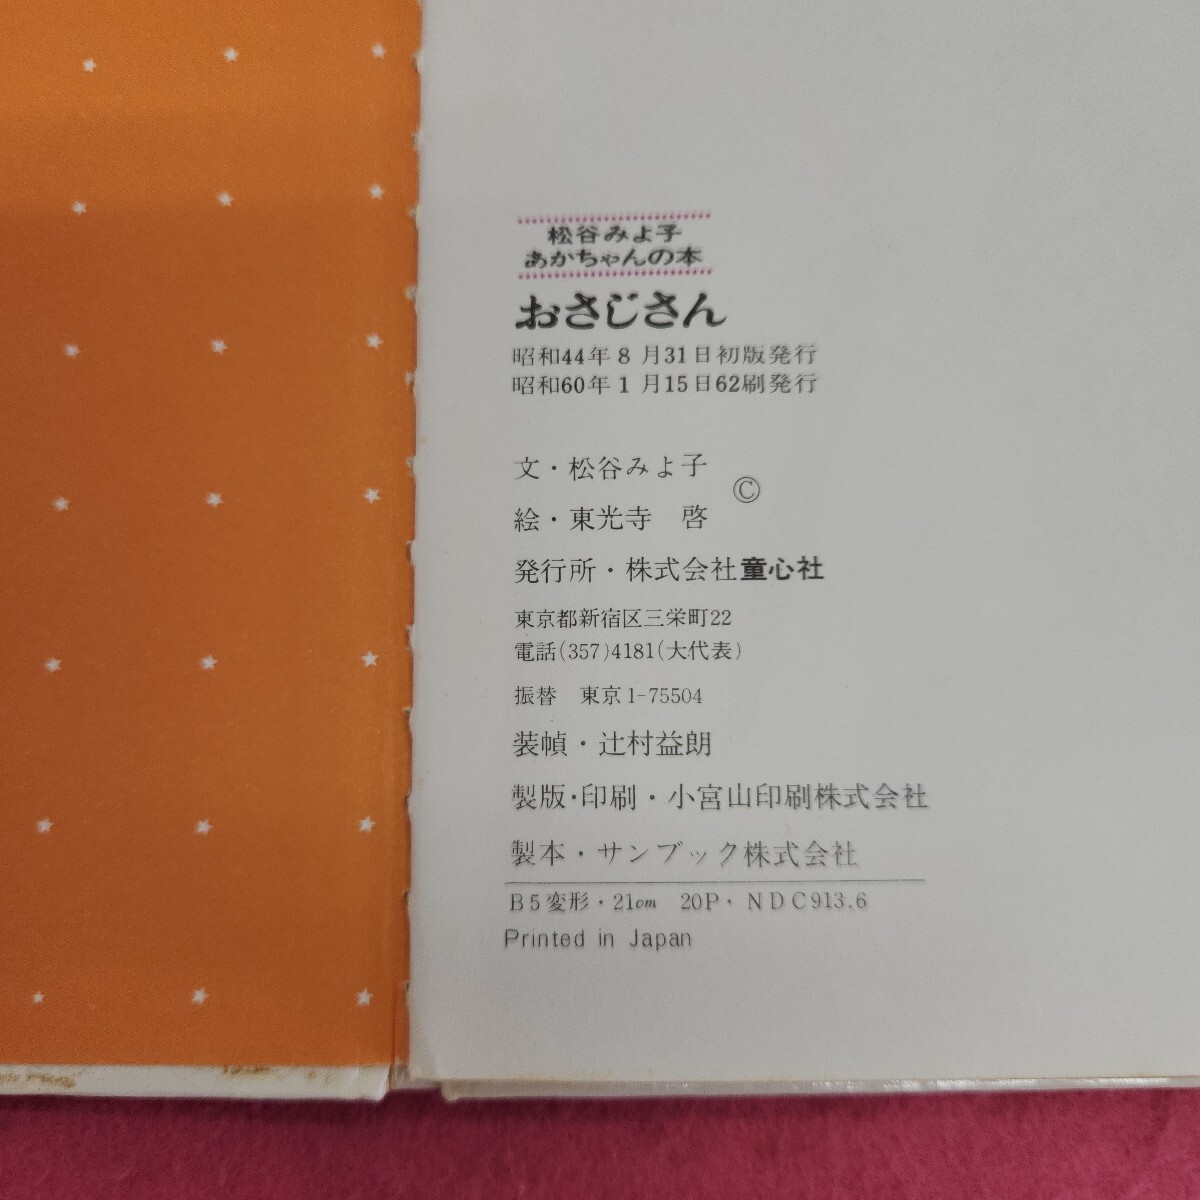 松谷みよ子
あかちゃんの本
おさじさん
昭和44年8月31日初版発行
昭和60年1月15日62刷発行
文・松谷みよ子
©
絵・東光寺 啓
発行所・株式会社童心社
東京都新宿区三栄町22
電話(357)4181(大代表)
振替 東京1-75504
装幀・辻村益朗
製版・印刷・小宮山印刷株式会社
製本・サンブック株式会社
B5変形・21cm 20P・NDC913.6
Printed in Japan